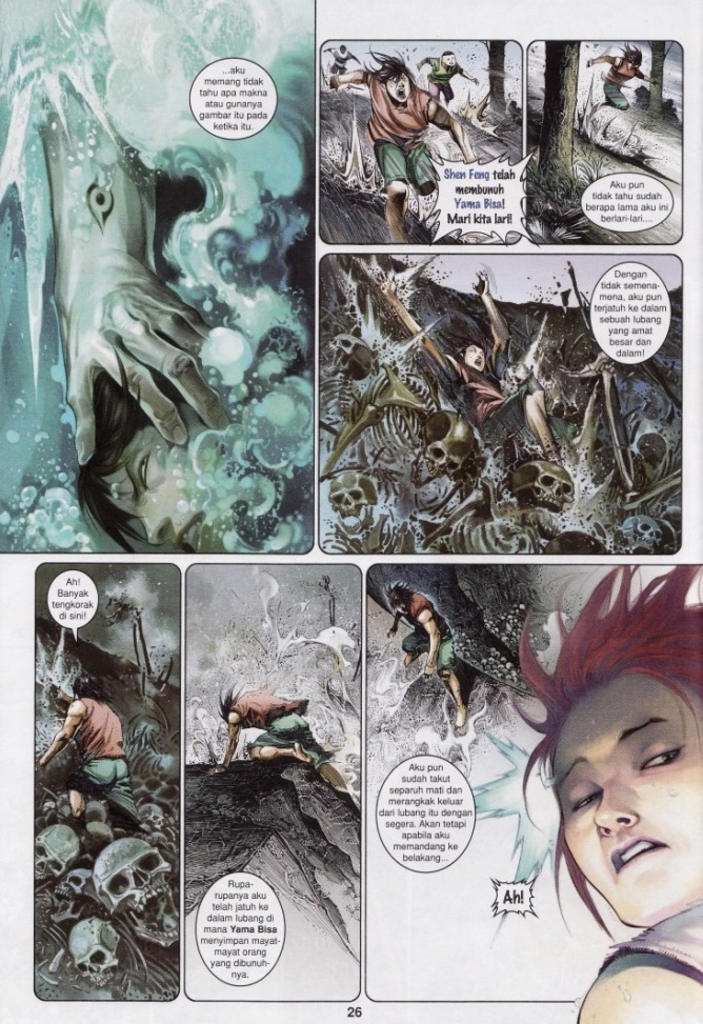 ...aku
memang tidak
tahu apa makna
atau gunanya
gambar itu pada
ketika itu.
Shen Feng telah
membunuh
Yama Bisa!
Mari kita lari!
Aku pun
tidak tahu sudah
berapa lama aku ini
berlari-lari....
Dengan
tidak semena-
mena, aku pun
terjatuh ke dalam
sebuah lubang
yang amat
besar dan
dalam!
Ah!
Banyak
tengkorak
di sini!
Rupa-
rupanya aku
telah jatuh ke
dalam lubang di
mana Yama Bisa
menyimpan mayat-
mayat orang
yang dibunuh-
nya.
Aku pun
sudah takut
separuh mati dan
merangkak keluar
dari lubang itu dengan
segera. Akan tetapi
apabila aku
memandang ke
belakang...
Ah!
26